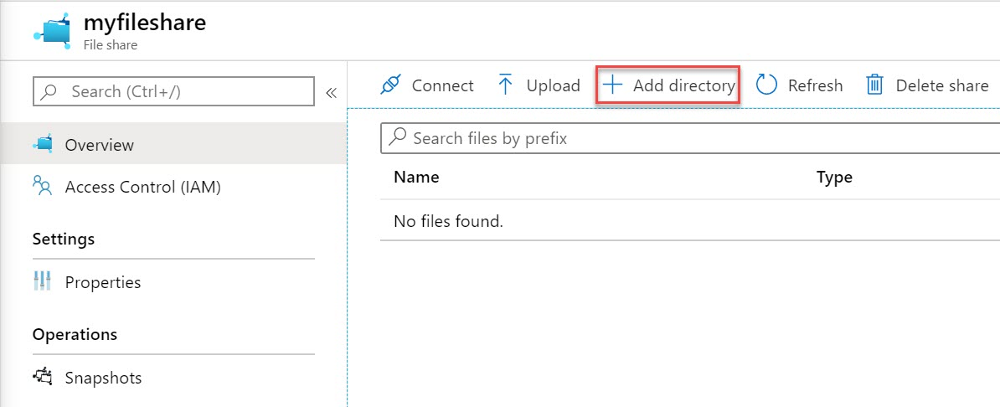 myfileshare
File share
Search (Ctrl+/)
«
Overview
Access Control (IAM)
Settings
Properties
Operations
Snapshots
Connect Upload Add directory Refresh Delete share
Search files by prefix
Name Type
No files found.